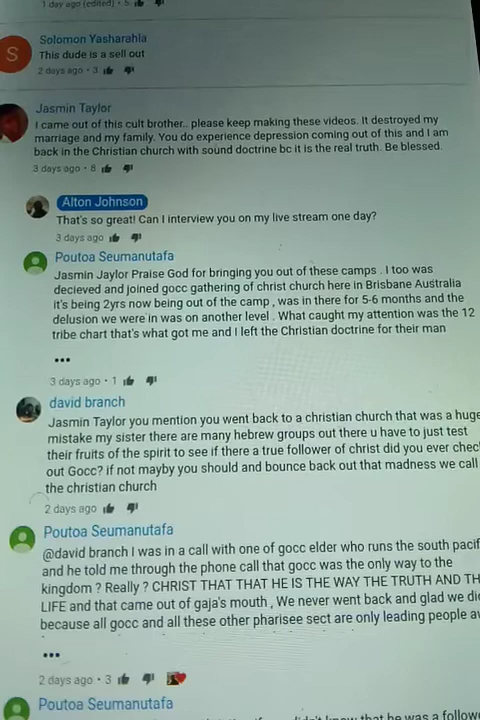 1 day ago (edited) • 5
S
Solomon Yasharahla
This dude is a sell out
2 days ago • 3
Jasmin Taylor
I came out of this cult brother.. please keep making these videos. It destroyed my
marriage and my family. You do experience depression coming out of this and I am
back in the Christian church with sound doctrine bc it is the real truth. Be blessed.
3 days ago • 8
Alton Johnson
That's so great! Can I interview you on my live stream one day?
3 days ago
Poutoa Seumanutafa
Jasmin Jaylor Praise God for bringing you out of these camps . I too was
decieved and joined gocc gathering of christ church here in Brisbane Australia
it's being 2yrs now being out of the camp , was in there for 5-6 months and the
delusion we were in was on another level . What caught my attention was the 12
tribe chart that's what got me and I left the Christian doctrine for their man
...
3 days ago • 1
david branch
Jasmin Taylor you mention you went back to a christian church that was a huge
mistake my sister there are many hebrew groups out there u have to just test
their fruits of the spirit to see if there a true follower of christ did you ever chec
out Gocc? if not mayby you should and bounce back out that madness we call
the christian church
2 days ago
Poutoa Seumanutafa
@david branch I was in a call with one of gocc elder who runs the south pacif
and he told me through the phone call that gocc was the only way to the
kingdom ? Really ? CHRIST THAT THAT HE IS THE WAY THE TRUTH AND TH
LIFE and that came out of gaja's mouth , We never went back and glad we di
because all gocc and all these other pharisee sect are only leading people a
...
2 days ago • 3
Poutoa Seumanutafa
that he was a follow